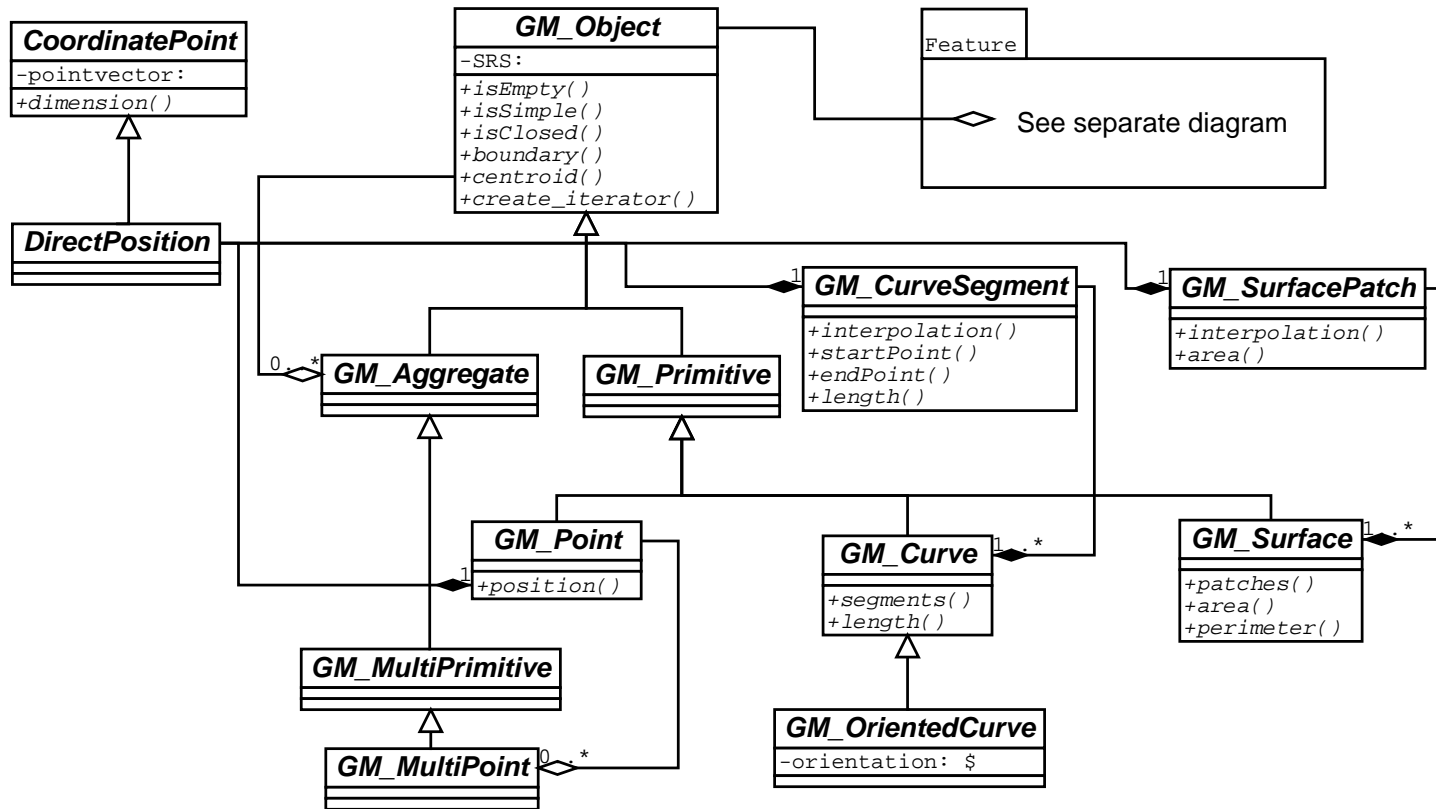 CoordinatePoint
-pointvector:
+dimension()
GM_Object
-SRS:
+isEmpty()
+isSimple()
+isClosed()
+boundary()
+centroid()
+create_iterator()
Feature
See separate diagram
DirectPosition
1
GM_CurveSegment
+interpolation()
+startPoint()
+endPoint()
+length()
1
GM_SurfacePatch
+interpolation()
+area()
0..*
GM_Aggregate
GM_Primitive
GM_Point
1
+position()
GM_Curve
1..*
+segments()
+length()
GM_Surface
1..*
+patches()
+area()
+perimeter()
GM_MultiPrimitive
GM_MultiPoint
0..*
GM_OrientedCurve
-orientation: $